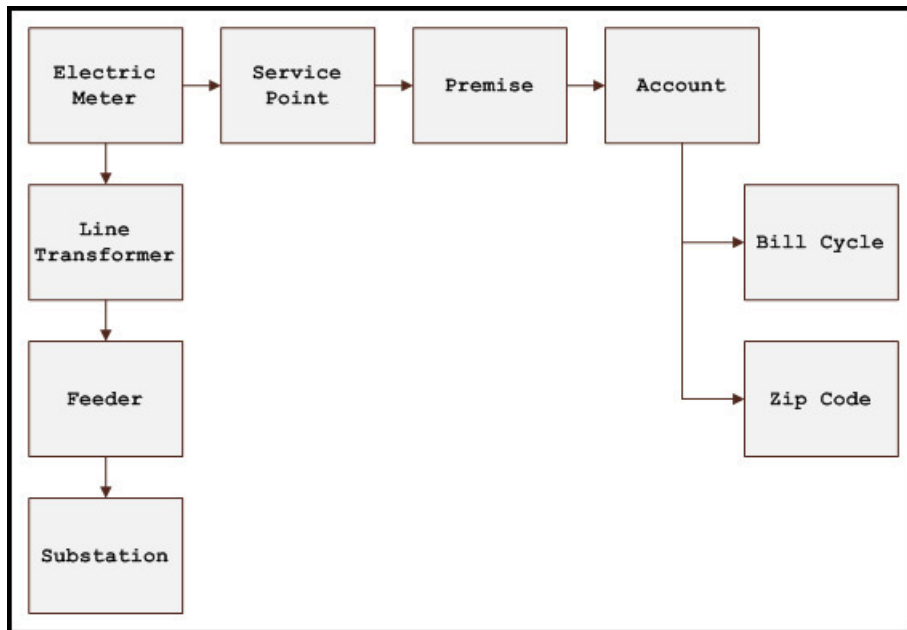 Electric
Meter
Service
Point
Premise
Account
Line
Transformer
Bill Cycle
Feeder
Zip Code
Substation